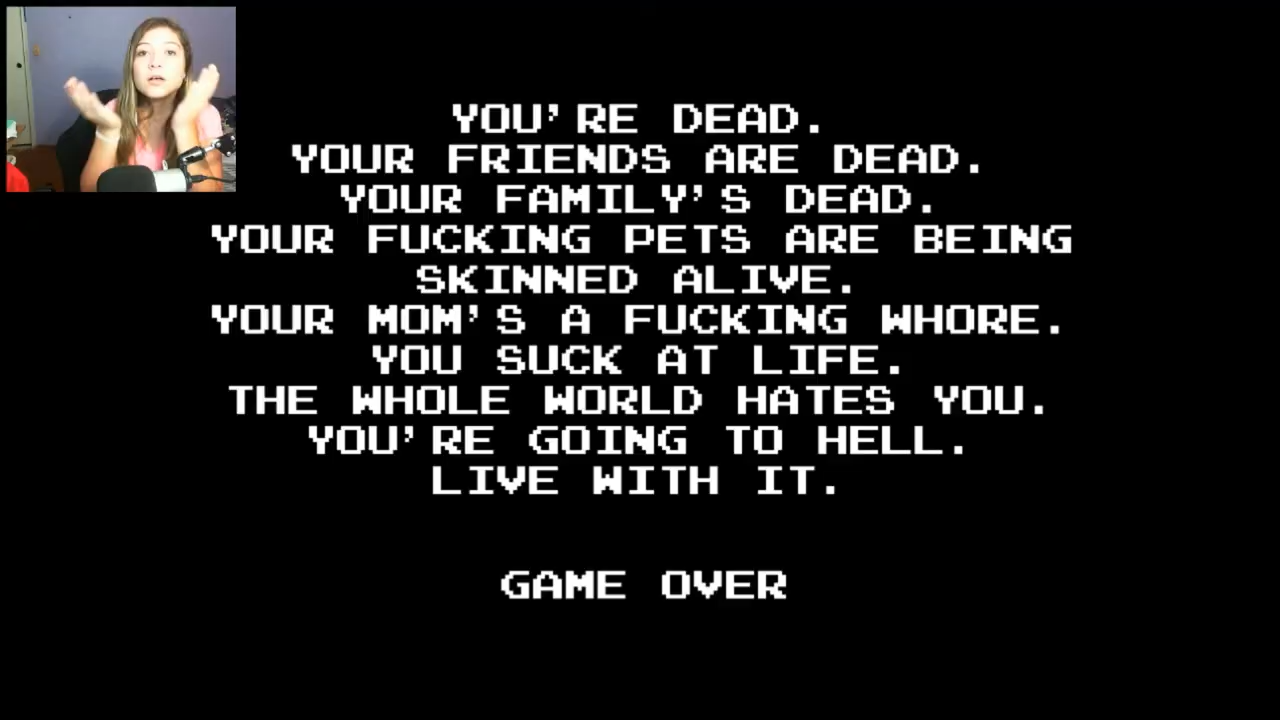 YOU'RE DEAD.
YOUR FRIENDS ARE DEAD.
YOUR FAMILY'S DEAD.
YOUR FUCKING PETS ARE BEING
SKINNED ALIVE.
YOUR MOM'S A FUCKING WHORE.
YOU SUCK AT LIFE.
THE WHOLE WORLD HATES YOU.
YOU'RE GOING TO HELL.
LIVE WITH IT.
GAME OVER